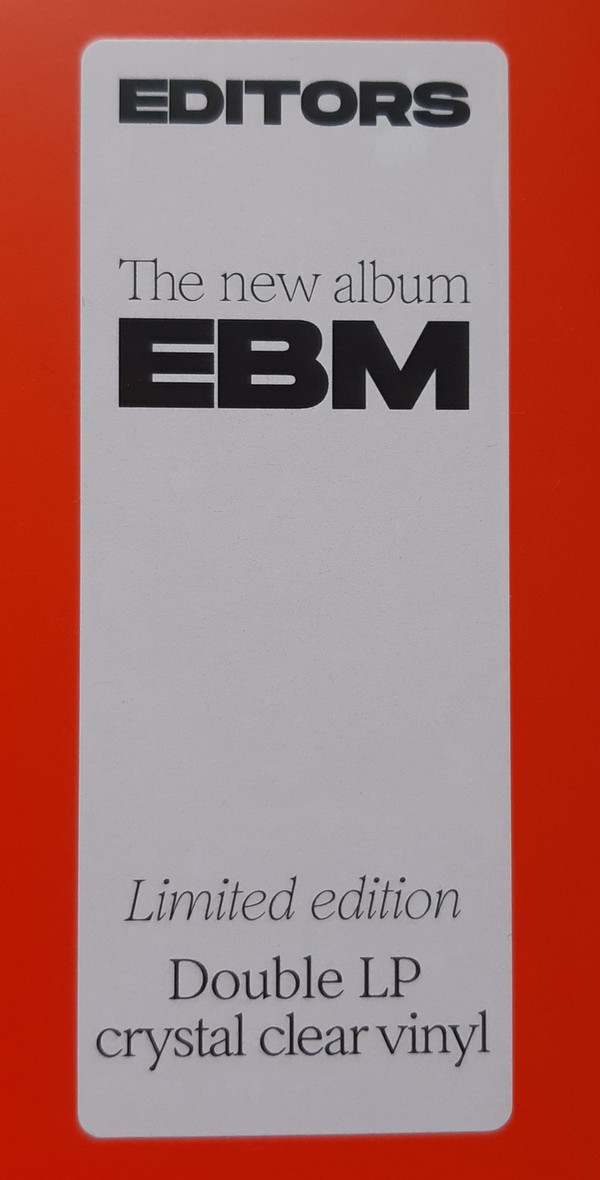 EDITORS
The new album
EBM
Limited edition
Double LP
crystal clear vinyl